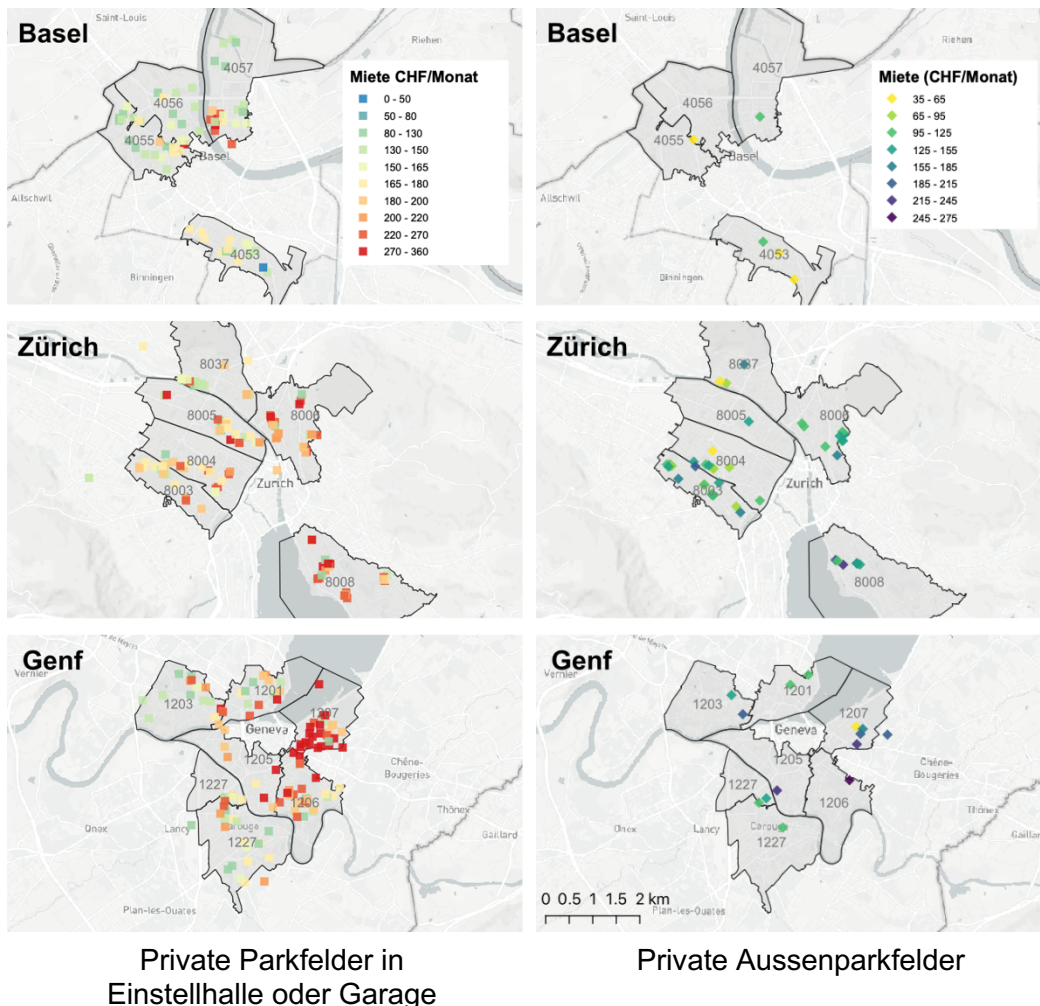 Basel
Saint-Louis
Riehen
4057
4056
4055
Basel
Allschwil
4053
Binningen
Miete CHF/Monat
0 - 50
50 - 80
80 - 130
130 - 150
150 - 165
165 - 180
180 - 200
200 - 220
220 - 270
270 - 360
Basel
Saint-Louis
Riehen
4057
4056
4055
Basel
Allschwil
4053
Binningen
Miete (CHF/Monat)
35 - 65
65 - 95
95 - 125
125 - 155
155 - 185
185 - 215
215 - 245
245 - 275
Zürich
8037
8005
8006
8004
8003
Zurich
8008
Zürich
8037
8005
8006
8004
8003
Zurich
8008
Genf
Vernier
1203
1201
1207
Geneva
1205
Chêne-
Bougeries
1227
1206
Thônex
Onex
Lancy
Carouge
1227
Gaillard
Plan-les-Ouates
Genf
Vernier
1203
1201
1207
Geneva
1205
Chêne-
Bougeries
1227
1206
Thônex
Onex
Lancy
Carouge
1227
Gaillard
Plan-les-Ouates
0 0.5 1 1.5 2 km
Private Parkfelder in
Einstellhalle oder Garage
Private Aussenparkfelder